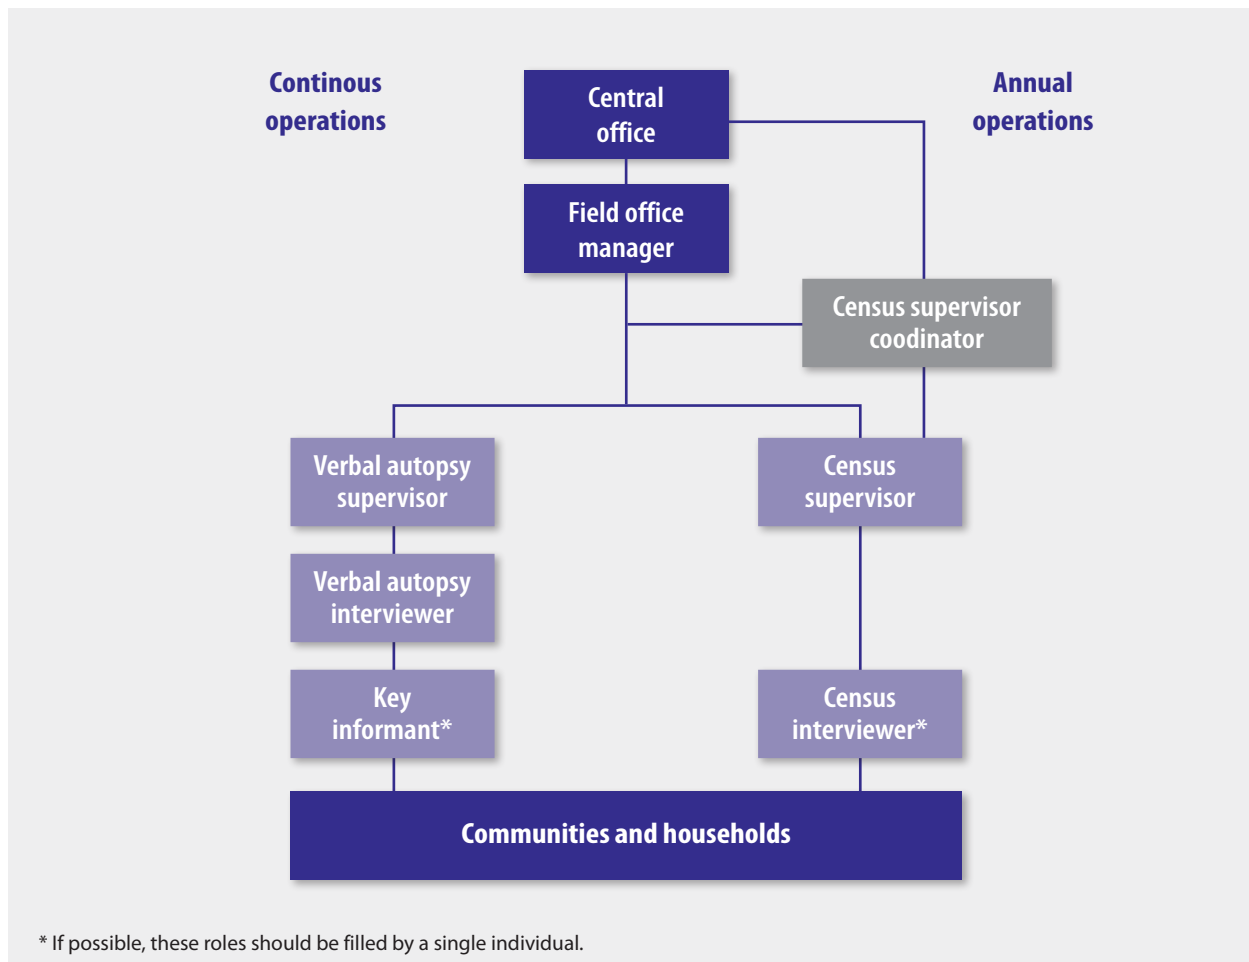 Continous
operations
Central
office
Annual
operations
Field office
manager
Census supervisor
coodinator
Verbal autopsy
supervisor
Census
supervisor
Verbal autopsy
interviewer
Key
informant*
Census
interviewer*
Communities and households
* If possible, these roles should be filled by a single individual.